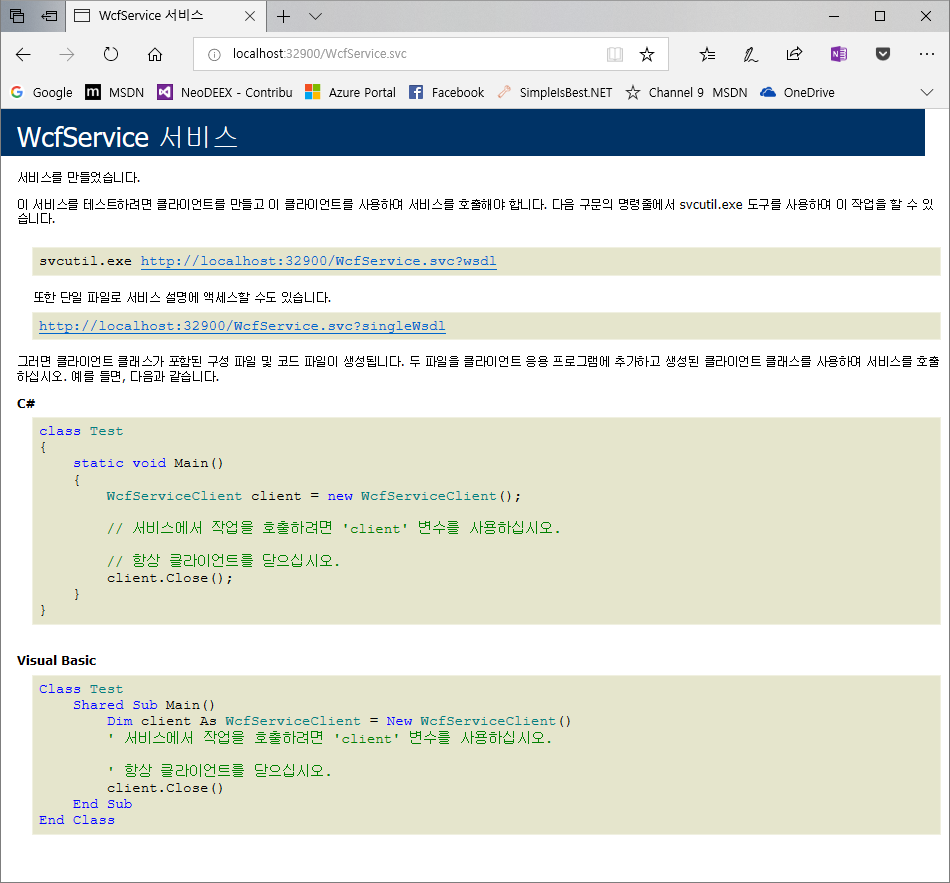 WcfService 서비스
localhost:32900/WcfService.svc
Google MSDN NeoDEEX - Contribu Azure Portal Facebook SimpleIsBest.NET Channel 9 MSDN OneDrive
WcfService 서비스
서비스를 만들었습니다.
이 서비스를 테스트하려면 클라이언트를 만들고 이 클라이언트를 사용하여 서비스를 호출해야 합니다. 다음 구문의 명령줄에서 svcutil.exe 도구를 사용하여 이 작업을 할 수 있
습니다.
svcutil.exe http://localhost:32900/WcfService.svc?wsdl
또한 단일 파일로 서비스 설명에 액세스할 수도 있습니다.
http://localhost:32900/WcfService.svc?singleWsdl
그러면 클라이언트 클래스가 포함된 구성 파일 및 코드 파일이 생성됩니다. 두 파일을 클라이언트 응용 프로그램에 추가하고 생성된 클라이언트 클래스를 사용하여 서비스를 호출
하십시오. 예를 들면, 다음과 같습니다.
C#
class Test
{
static void Main()
{
WcfServiceClient client = new WcfServiceClient();
// 서비스에서 작업을 호출하려면 'client' 변수를 사용하십시오.
// 항상 클라이언트를 닫으십시오.
client.Close();
}
}
Visual Basic
Class Test
Shared Sub Main()
Dim client As WcfServiceClient = New WcfServiceClient()
' 서비스에서 작업을 호출하려면 'client' 변수를 사용하십시오.
' 항상 클라이언트를 닫으십시오.
client.Close()
End Sub
End Class